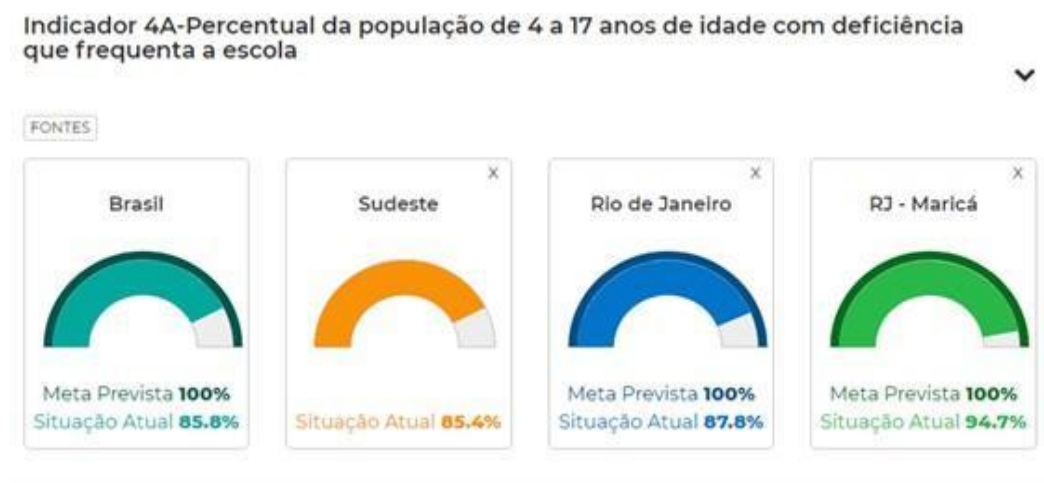 Indicador 4A-Percentual da população de 4 a 17 anos de idade com deficiência
que frequenta a escola
FONTES
X
X
X
Brasil
Sudeste
Rio de Janeiro
RJ - Maricá
Meta Prevista 100%
Situação Atual 85.8%
Situação Atual 85.4%
Meta Prevista 100%
Situação Atual 87.8%
Meta Prevista 100%
Situação Atual 94.7%